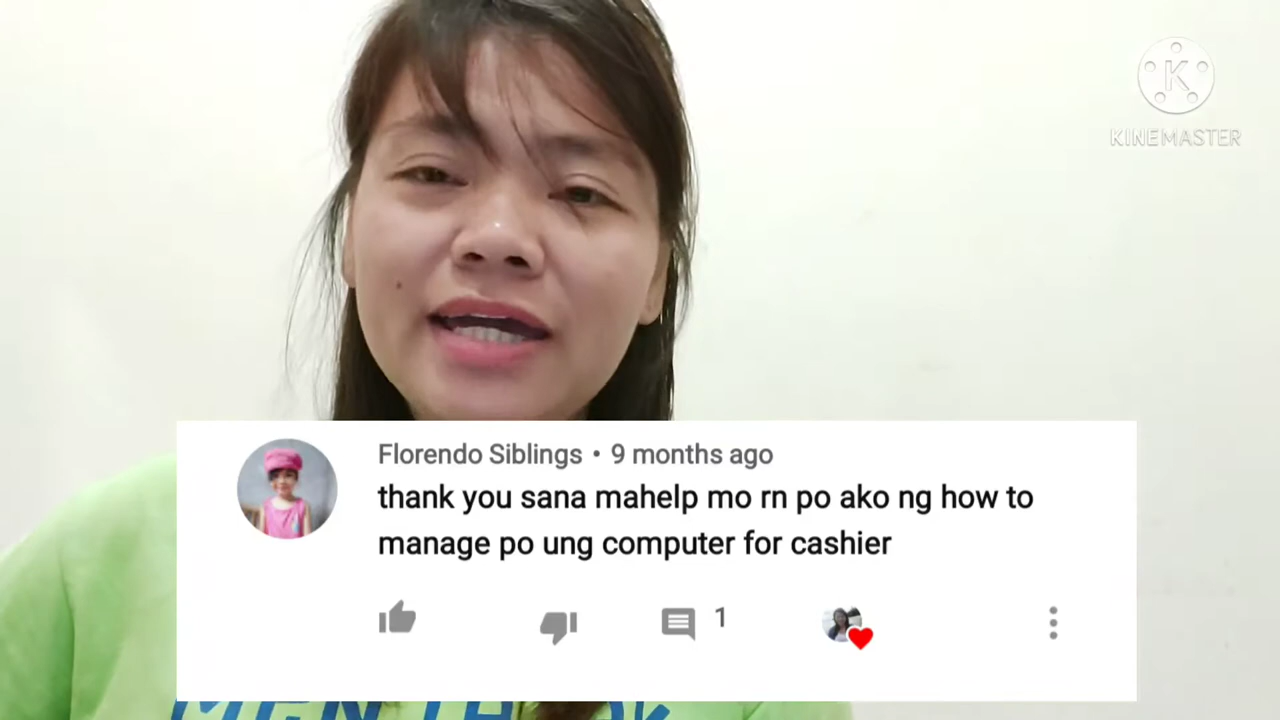 K
KINEMASTER
Florendo Siblings • 9 months ago
thank you sana mahelp mo rn po ako ng how to
manage po ung computer for cashier
1